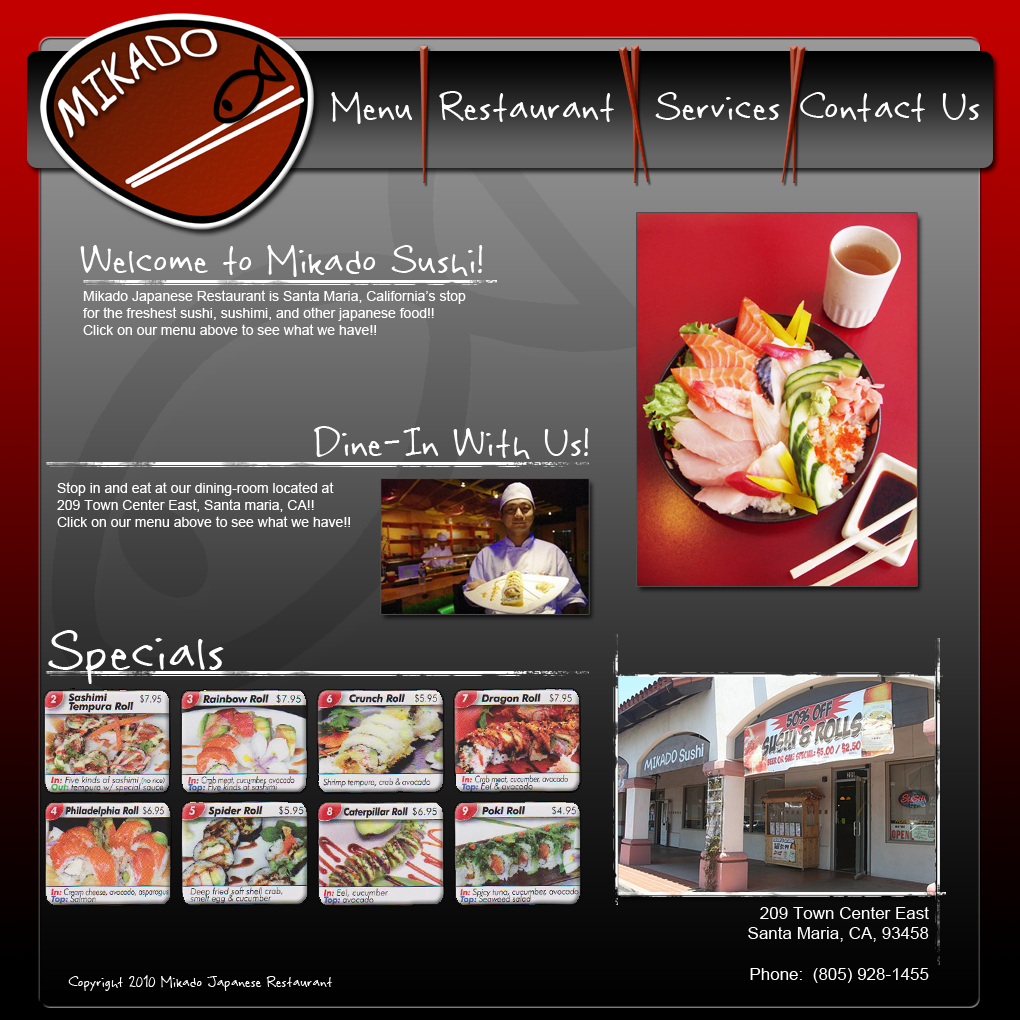 MIKADO
Menu
Restaurant
Services
Contact Us
Welcome to Mikado Sushi!
Mikado Japanese Restaurant is Santa Maria, California's stop
for the freshest sushi, sushimi, and other japanese food!!
Click on our menu above to see what we have!!
Dine-In With Us!
Stop in and eat at our dining-room located at
209 Town Center East, Santa maria, CA!!
Click on our menu above to see what we have!!
Specials
2 Sashimi $7.95
Tempura Roll
In: Five kinds of sashimi (no rice)
Out: tempura w/ special sauce
3 Rainbow Roll $7.95
In: Crab meat, cucumber, avocado
Top: Five kinds of sashimi
6 Crunch Roll $5.95
Shrimp tempura, crab & avocado
7 Dragon Roll $7.95
In: Crab meat, cucumber, avocado
Top: Eel & avocado
4 Philadelphia Roll $6.95
In: Cream cheese, avocado, asparagus
Top: Salmon
5 Spider Roll $5.95
Deep fried soft shell crab,
smelt egg & cucumber
8 Caterpillar Roll $6.95
In: Eel, cucumber
Top: avocado
9 Poki Roll $4.95
In: Spicy tuna, cucumber, avocado
Top: Seaweed salad
MIKADO Sushi
50% OFF
SUSHI & ROLLS
BEER OR SAKE SPECIAL: $3.00 / $2.50
Sushi
OPEN
209 Town Center East
Santa Maria, CA, 93458
Phone: (805) 928-1455
Copyright 2010 Mikado Japanese Restaurant